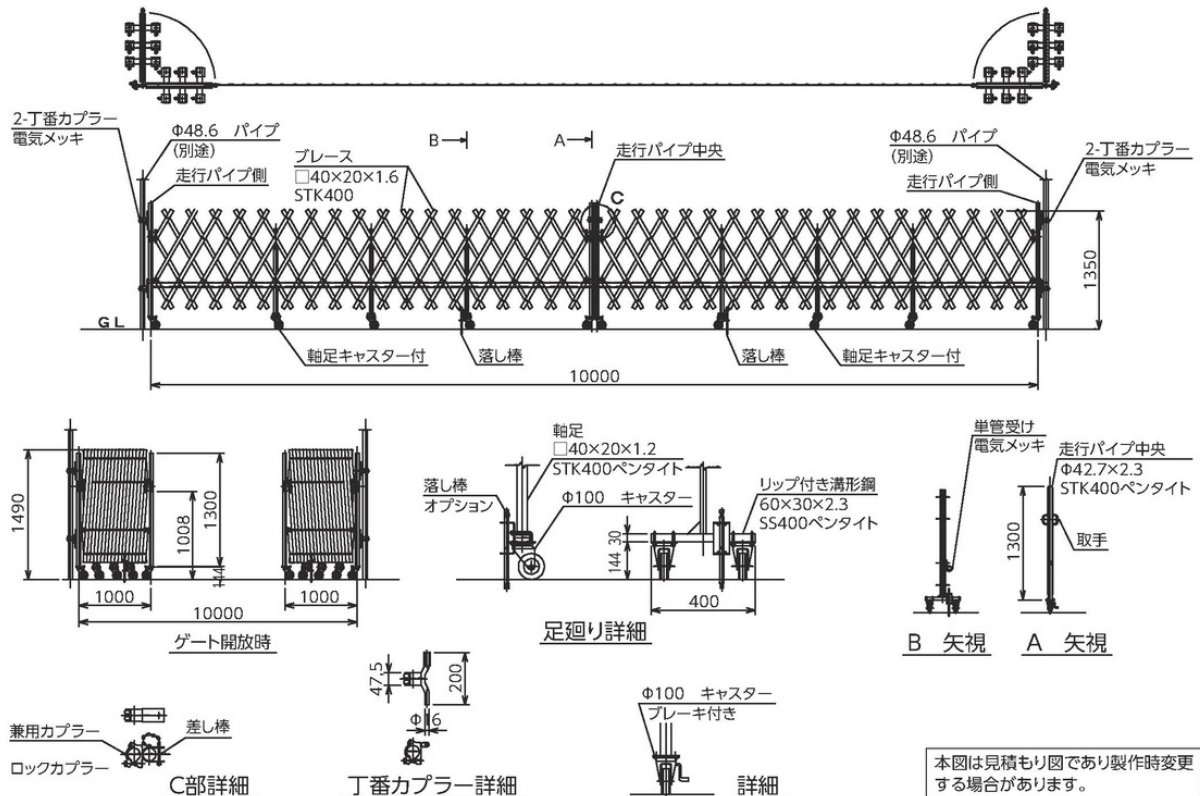 2-丁番カプラー
電気メッキ
Φ48.6 パイプ
(別途)
走行パイプ側
ブレース
□40×20×1.6
STK400
B
A
走行パイプ中央
C
Φ48.6 パイプ
(別途)
走行パイプ側
2-丁番カプラー
電気メッキ
1350
GL
軸足キャスター付
落し棒
落し棒
軸足キャスター付
10000
1490
1008
1300
144
1000
1000
10000
ゲート開放時
軸足
□40×20×1.2
STK400ペンタイト
落し棒
オプション
Φ100 キャスター
リップ付き溝形鋼
60×30×2.3
SS400ペンタイト
30
144
400
足廻り詳細
単管受け
電気メッキ
B 矢視
走行パイプ中央
Φ42.7×2.3
STK400ペンタイト
1300
取手
A 矢視
兼用カプラー
差し棒
ロックカプラー
C部詳細
47.5
200
Φ16
丁番カプラー詳細
Φ100 キャスター
ブレーキ付き
詳細
本図は見積もり図であり製作時変更
する場合があります。